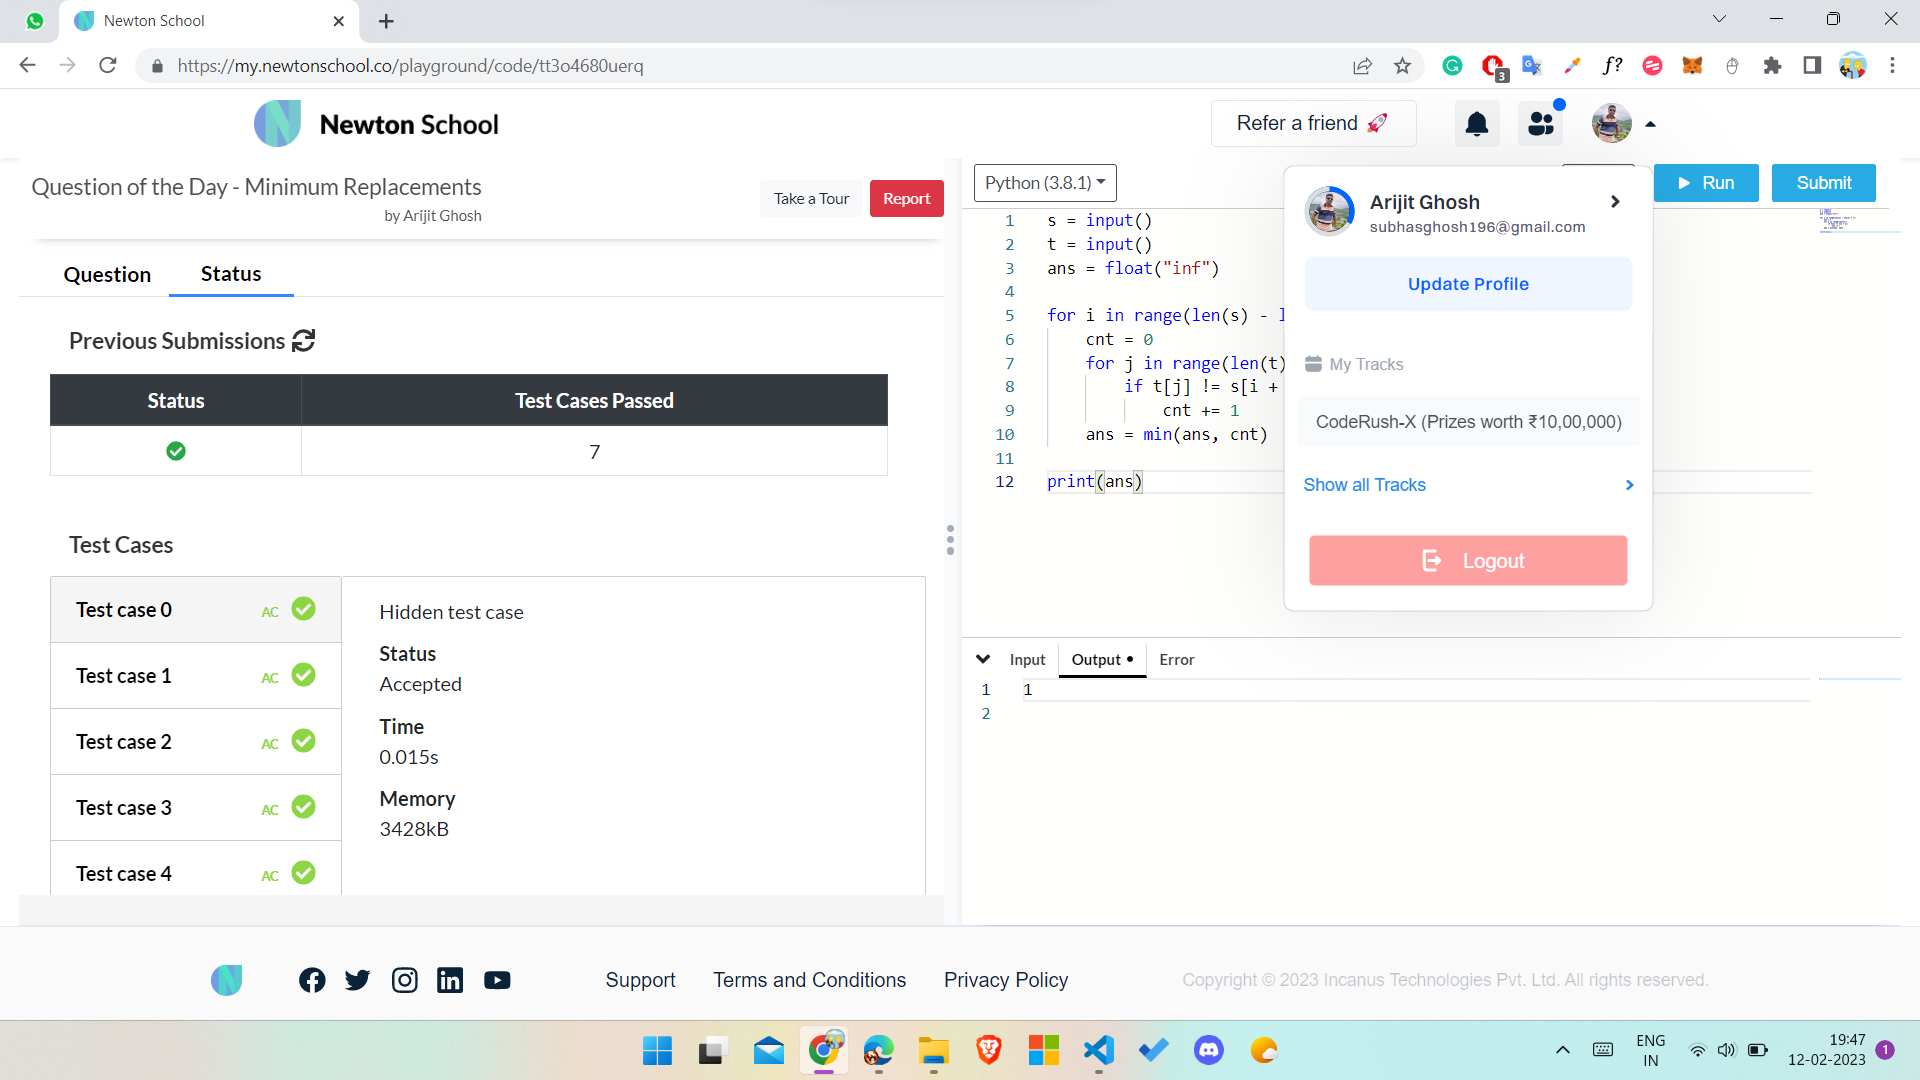 Newton School
https://my.newtonschool.co/playground/code/tt3o4680uerq
3
f?
Newton School
Refer a friend 🚀
Question of the Day - Minimum Replacements
by Arijit Ghosh
Take a Tour
Report
Question
Status
Previous Submissions
Status
Test Cases Passed
7
Test Cases
Test case 0
AC
Test case 1
AC
Test case 2
AC
Test case 3
AC
Test case 4
AC
Hidden test case
Status
Accepted
Time
0.015s
Memory
3428kB
Python (3.8.1)
Run
Submit
1 s = input()
2 t = input()
3 ans = float("inf")
4
5 for i in range(len(s) - l
6 cnt = 0
7 for j in range(len(t)
8 if t[j] != s[i +
9 cnt += 1
10 ans = min(ans, cnt)
11
12 print(ans)
Arijit Ghosh
subhasghosh196@gmail.com
Update Profile
My Tracks
CodeRush-X (Prizes worth ₹10,00,000)
Show all Tracks
Logout
Input
Output
Error
1 1
2
Support
Terms and Conditions
Privacy Policy
Copyright © 2023 Incanus Technologies Pvt. Ltd. All rights reserved.
ENG
IN
19:47
12-02-2023
1